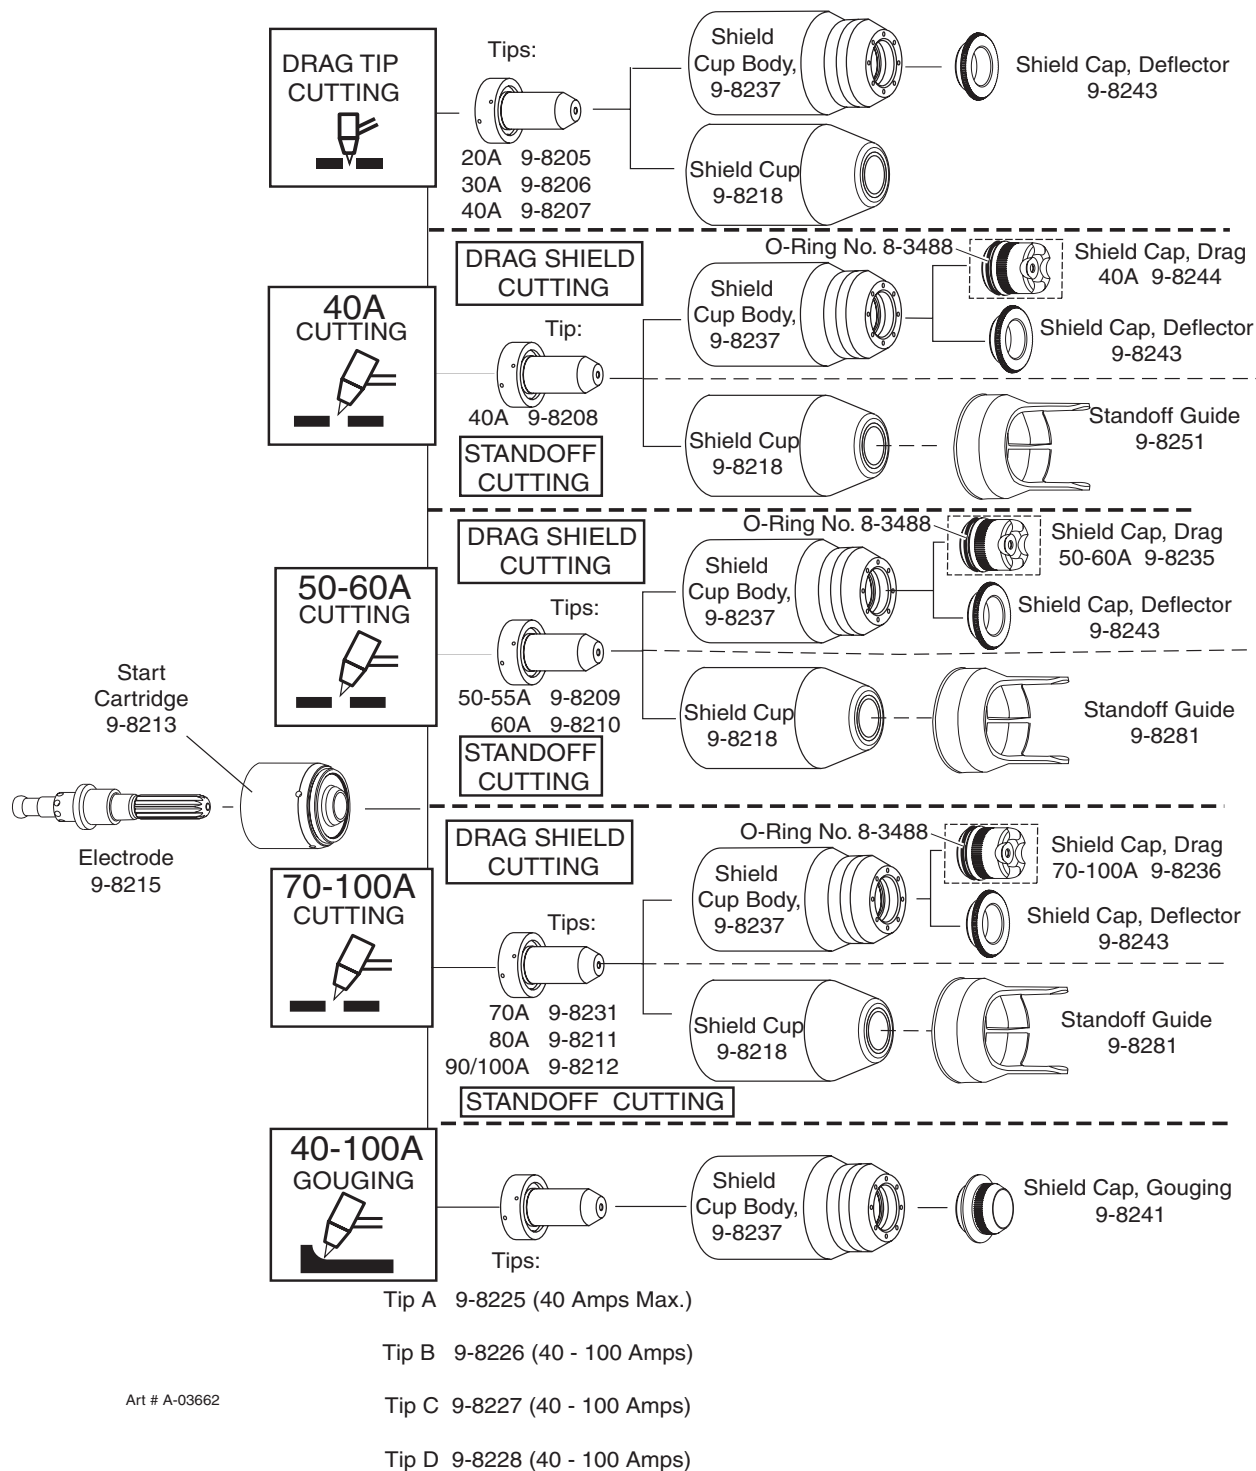 DRAG TIP
CUTTING
Tips:
20A 9-8205
30A 9-8206
40A 9-8207
Shield
Cup Body,
9-8237
Shield Cap, Deflector
9-8243
Shield Cup
9-8218
DRAG SHIELD
CUTTING
40A
CUTTING
Tip:
40A 9-8208
STANDOFF
CUTTING
O-Ring No. 8-3488
Shield
Cup Body,
9-8237
Shield Cap, Drag
40A 9-8244
Shield Cap, Deflector
9-8243
Shield Cup
9-8218
Standoff Guide
9-8251
DRAG SHIELD
CUTTING
50-60A
CUTTING
Tips:
50-55A 9-8209
60A 9-8210
STANDOFF
CUTTING
O-Ring No. 8-3488
Shield
Cup Body,
9-8237
Shield Cap, Drag
50-60A 9-8235
Shield Cap, Deflector
9-8243
Shield Cup
9-8218
Standoff Guide
9-8281
Start
Cartridge
9-8213
Electrode
9-8215
DRAG SHIELD
CUTTING
70-100A
CUTTING
Tips:
70A 9-8231
80A 9-8211
90/100A 9-8212
STANDOFF CUTTING
O-Ring No. 8-3488
Shield
Cup Body,
9-8237
Shield Cap, Drag
70-100A 9-8236
Shield Cap, Deflector
9-8243
Shield Cup
9-8218
Standoff Guide
9-8281
40-100A
GOUGING
Tips:
Shield
Cup Body,
9-8237
Shield Cap, Gouging
9-8241
Tip A 9-8225 (40 Amps Max.)
Tip B 9-8226 (40 - 100 Amps)
Tip C 9-8227 (40 - 100 Amps)
Tip D 9-8228 (40 - 100 Amps)
Art # A-03662